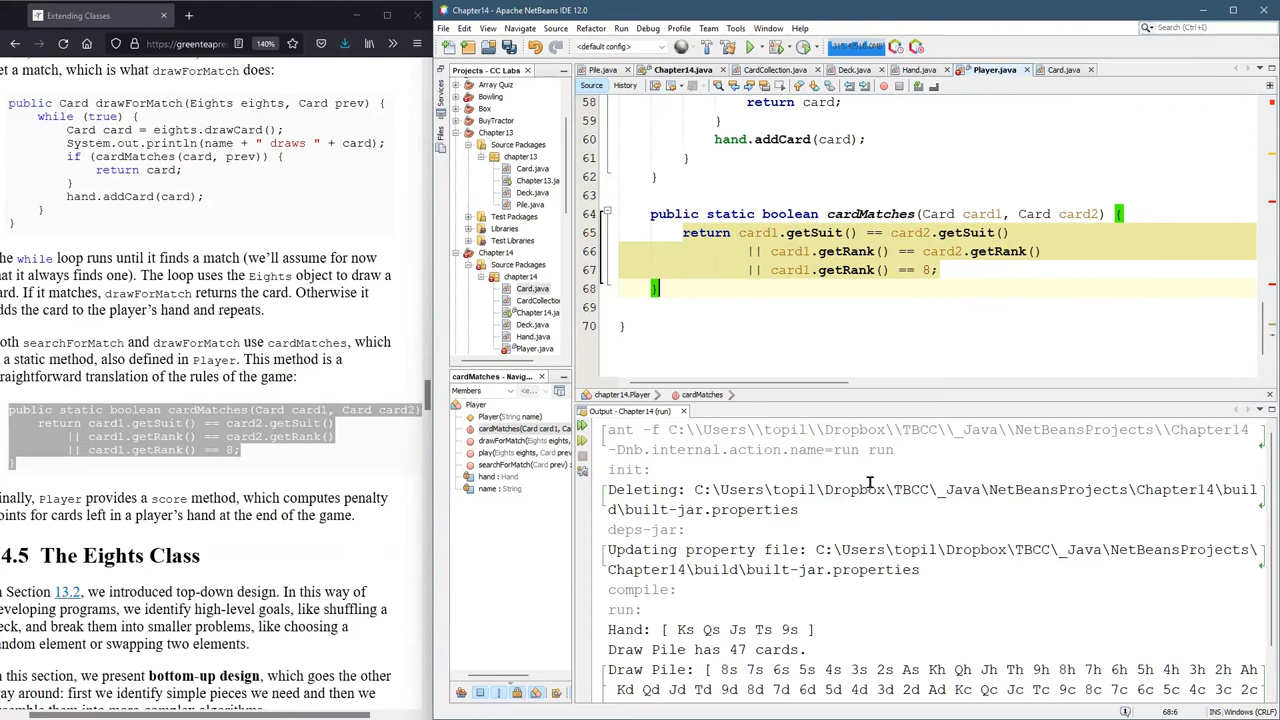 Extending Classes
https://greenteapre
140%
et a match, which is what drawForMatch does:
public Card drawForMatch(Eights eights, Card prev) {
while (true) {
Card card = eights.drawCard();
System.out.println(name + " draws " + card);
if (cardMatches(card, prev)) {
return card;
}
hand.addCard(card);
}
}
he while loop runs until it finds a match (we'll assume for now
hat it always finds one). The loop uses the Eights object to draw a
ard. If it matches, drawForMatch returns the card. Otherwise it
dds the card to the player's hand and repeats.
oth searchForMatch and drawForMatch use cardMatches, which
a static method, also defined in Player. This method is a
traightforward translation of the rules of the game:
public static boolean cardMatches(Card card1, Card card2)
return card1.getSuit() == card2.getSuit()
|| card1.getRank() == card2.getRank()
|| card1.getRank() == 8;
}
inally, Player provides a score method, which computes penalty
oints for cards left in a player's hand at the end of the game.
4.5 The Eights Class
n Section 13.2, we introduced top-down design. In this way of
eveloping programs, we identify high-level goals, like shuffling a
eck, and break them into smaller problems, like choosing a
andom element or swapping two elements.
n this section, we present bottom-up design, which goes the other
vay around: first we identify simple pieces we need and then we
Chapter14 - Apache NetBeans IDE 12.0
File Edit View Navigate Source Refactor Run Debug Profile Team Tools Window Help
Search (Ctrl+I)
<default config>
Projects - CC Labs
Array Quiz
Bowling
Box
BuyTractor
Chapter13
Source Packages
chapter13
Card.java
Chapter13.ja
Deck.java
Pile.java
Test Packages
Libraries
Test Libraries
Chapter14
Source Packages
chapter14
Card.java
CardCollection
Chapter14.ja
Deck.java
Hand.java
Player.java
cardMatches - Navig...
Members
<e...
Player
Player(String name)
cardMatches(Card card1, Ca
drawForMatch(Eights eights,
play(Eights eights, Card prev
searchForMatch(Card prev) :
hand : Hand
name : String
Pile.java Chapter14.java CardCollection.java Deck.java Hand.java Player.java Card.java
Source History
58 return card;
59 }
60 hand.addCard(card);
61 }
62 }
63
64 public static boolean cardMatches(Card card1, Card card2) {
65 return card1.getSuit() == card2.getSuit()
66 || card1.getRank() == card2.getRank()
67 || card1.getRank() == 8;
68 }
69
70 }
chapter14.Player cardMatches
Output - Chapter14 (run)
ant -f C:\\Users\\topil\\Dropbox\\TBCC\\_Java\\NetBeansProjects\\Chapter14
-Dnb.internal.action.name=run run
init:
Deleting: C:\Users\topil\Dropbox\TBCC\_Java\NetBeansProjects\Chapter14\buil
d\built-jar.properties
deps-jar:
Updating property file: C:\Users\topil\Dropbox\TBCC\_Java\NetBeansProjects\
Chapter14\build\built-jar.properties
compile:
run:
Hand: [ Ks Qs Js Ts 9s ]
Draw Pile has 47 cards.
Draw Pile: [ 8s 7s 6s 5s 4s 3s 2s As Kh Qh Jh Th 9h 8h 7h 6h 5h 4h 3h 2h Ah
Kd Qd Jd Td 9d 8d 7d 6d 5d 4d 3d 2d Ad Kc Qc Jc Tc 9c 8c 7c 6c 5c 4c 3c 2c
68:6
INS
Windows (CRLF)